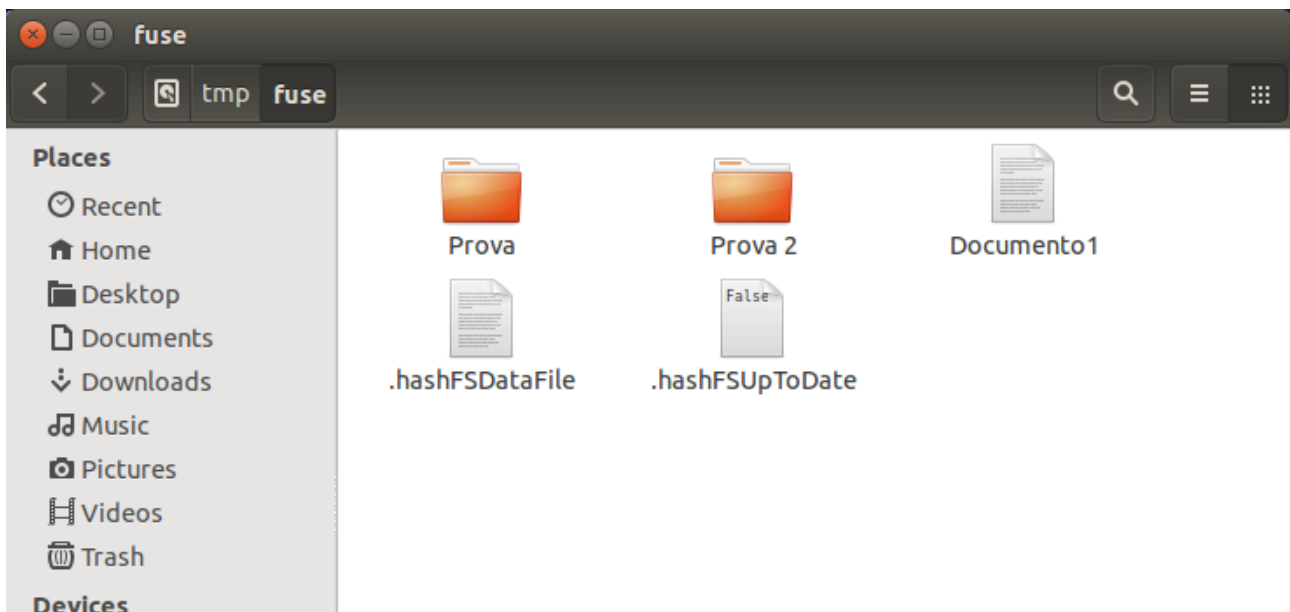 fuse
tmp fuse
Places
Recent
Home
Desktop
Documents
Downloads
Music
Pictures
Videos
Trash
Devices
Prova Prova 2 Documento1
False
.hashFSDataFile .hashFSUpToDate